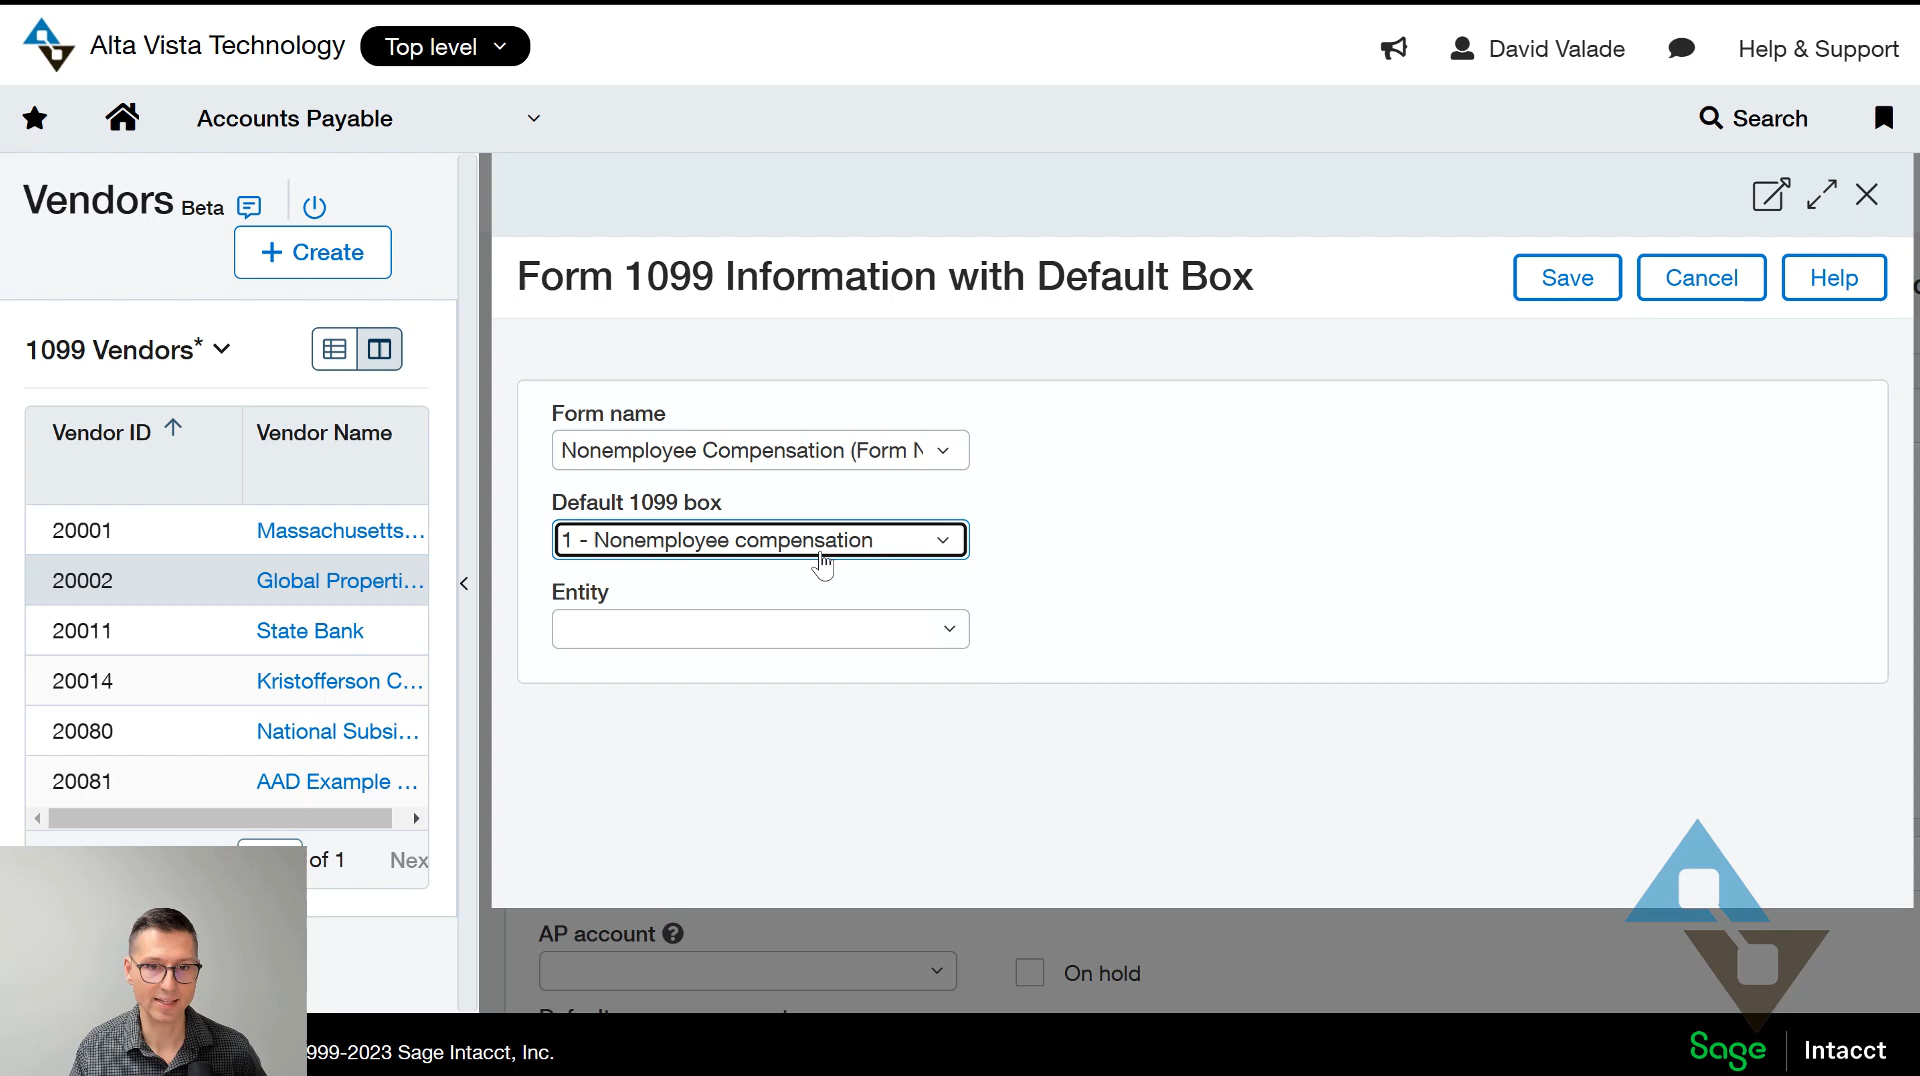 Alta Vista Technology
Top level
David Valade
Help & Support
Accounts Payable
Search
Vendors Beta
+ Create
1099 Vendors*
Vendor ID
Vendor Name
20001
Massachusetts...
20002
Global Properti...
20011
State Bank
20014
Kristofferson C...
20080
National Subsi...
20081
AAD Example ...
of 1
Nex
Form 1099 Information with Default Box
Save
Cancel
Help
Form name
Nonemployee Compensation (Form N
Default 1099 box
1 - Nonemployee compensation
Entity
AP account
On hold
999-2023 Sage Intacct, Inc.
Sage
Intacct